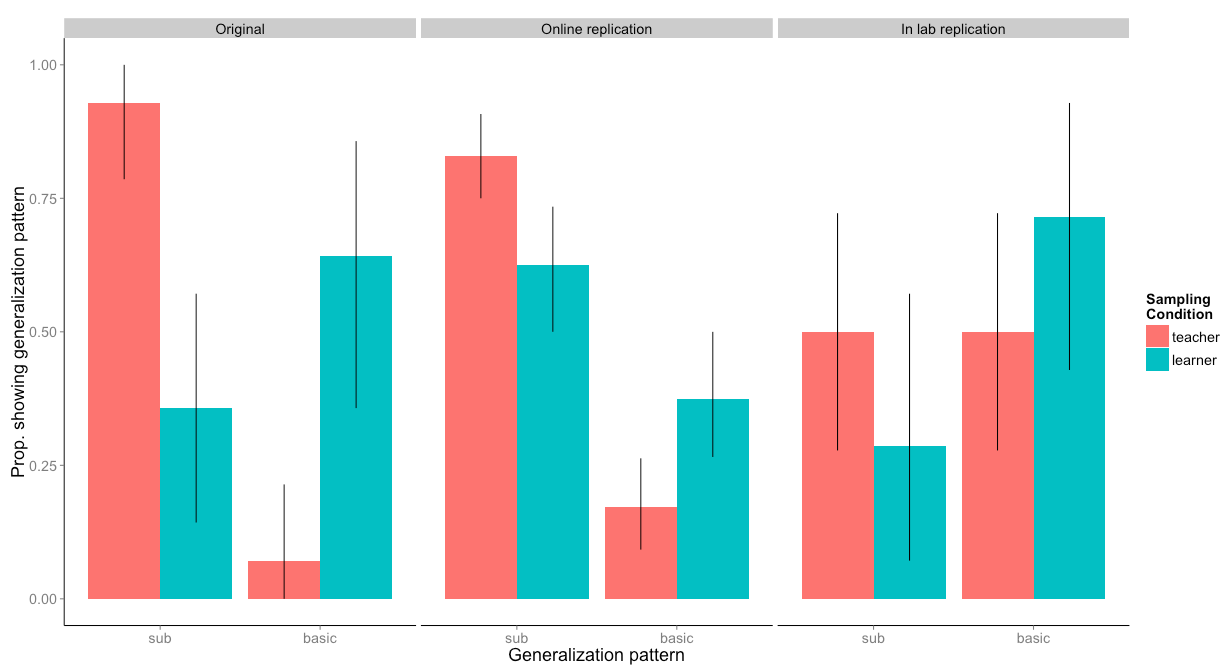 Original
Online replication
In lab replication
Prop. showing generalization pattern
1.00
0.75
0.50
0.25
0.00
sub
basic
sub
basic
sub
basic
Generalization pattern
Sampling
Condition
teacher
learner